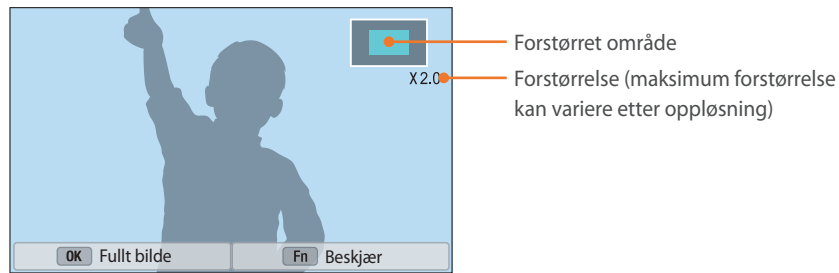 Forstørret område
X 2.0
Forstørrelse (maksimum forstørrelse
kan variere etter oppløsning)
OK Fullt bilde
Fn Beskjær